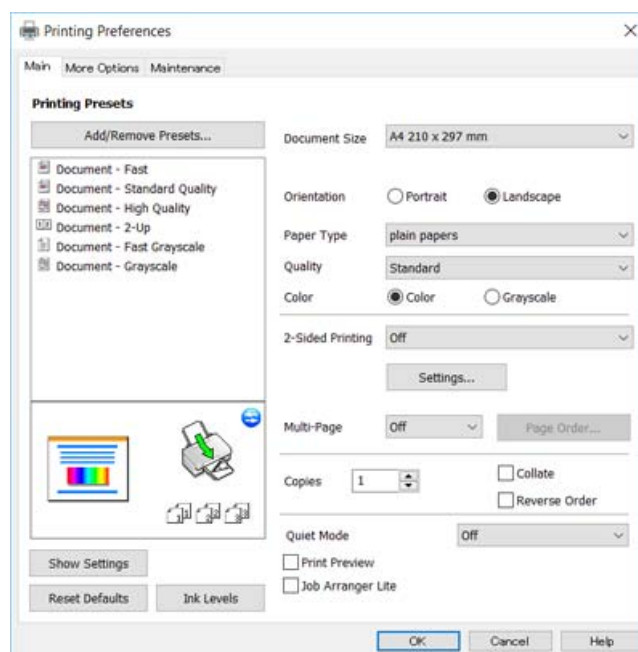 Printing Preferences
Main More Options Maintenance
Printing Presets
Add/Remove Presets...
Document - Fast
Document - Standard Quality
Document - High Quality
Document - 2-Up
Document - Fast Grayscale
Document - Grayscale
Show Settings
Reset Defaults Ink Levels
Document Size A4 210 x 297 mm
Orientation Portrait Landscape
Paper Type plain papers
Quality Standard
Color Color Grayscale
2-Sided Printing Off
Settings...
Multi-Page Off Page Order...
Copies 1 Collate
Reverse Order
Quiet Mode Off
Print Preview
Job Arranger Lite
OK Cancel Help